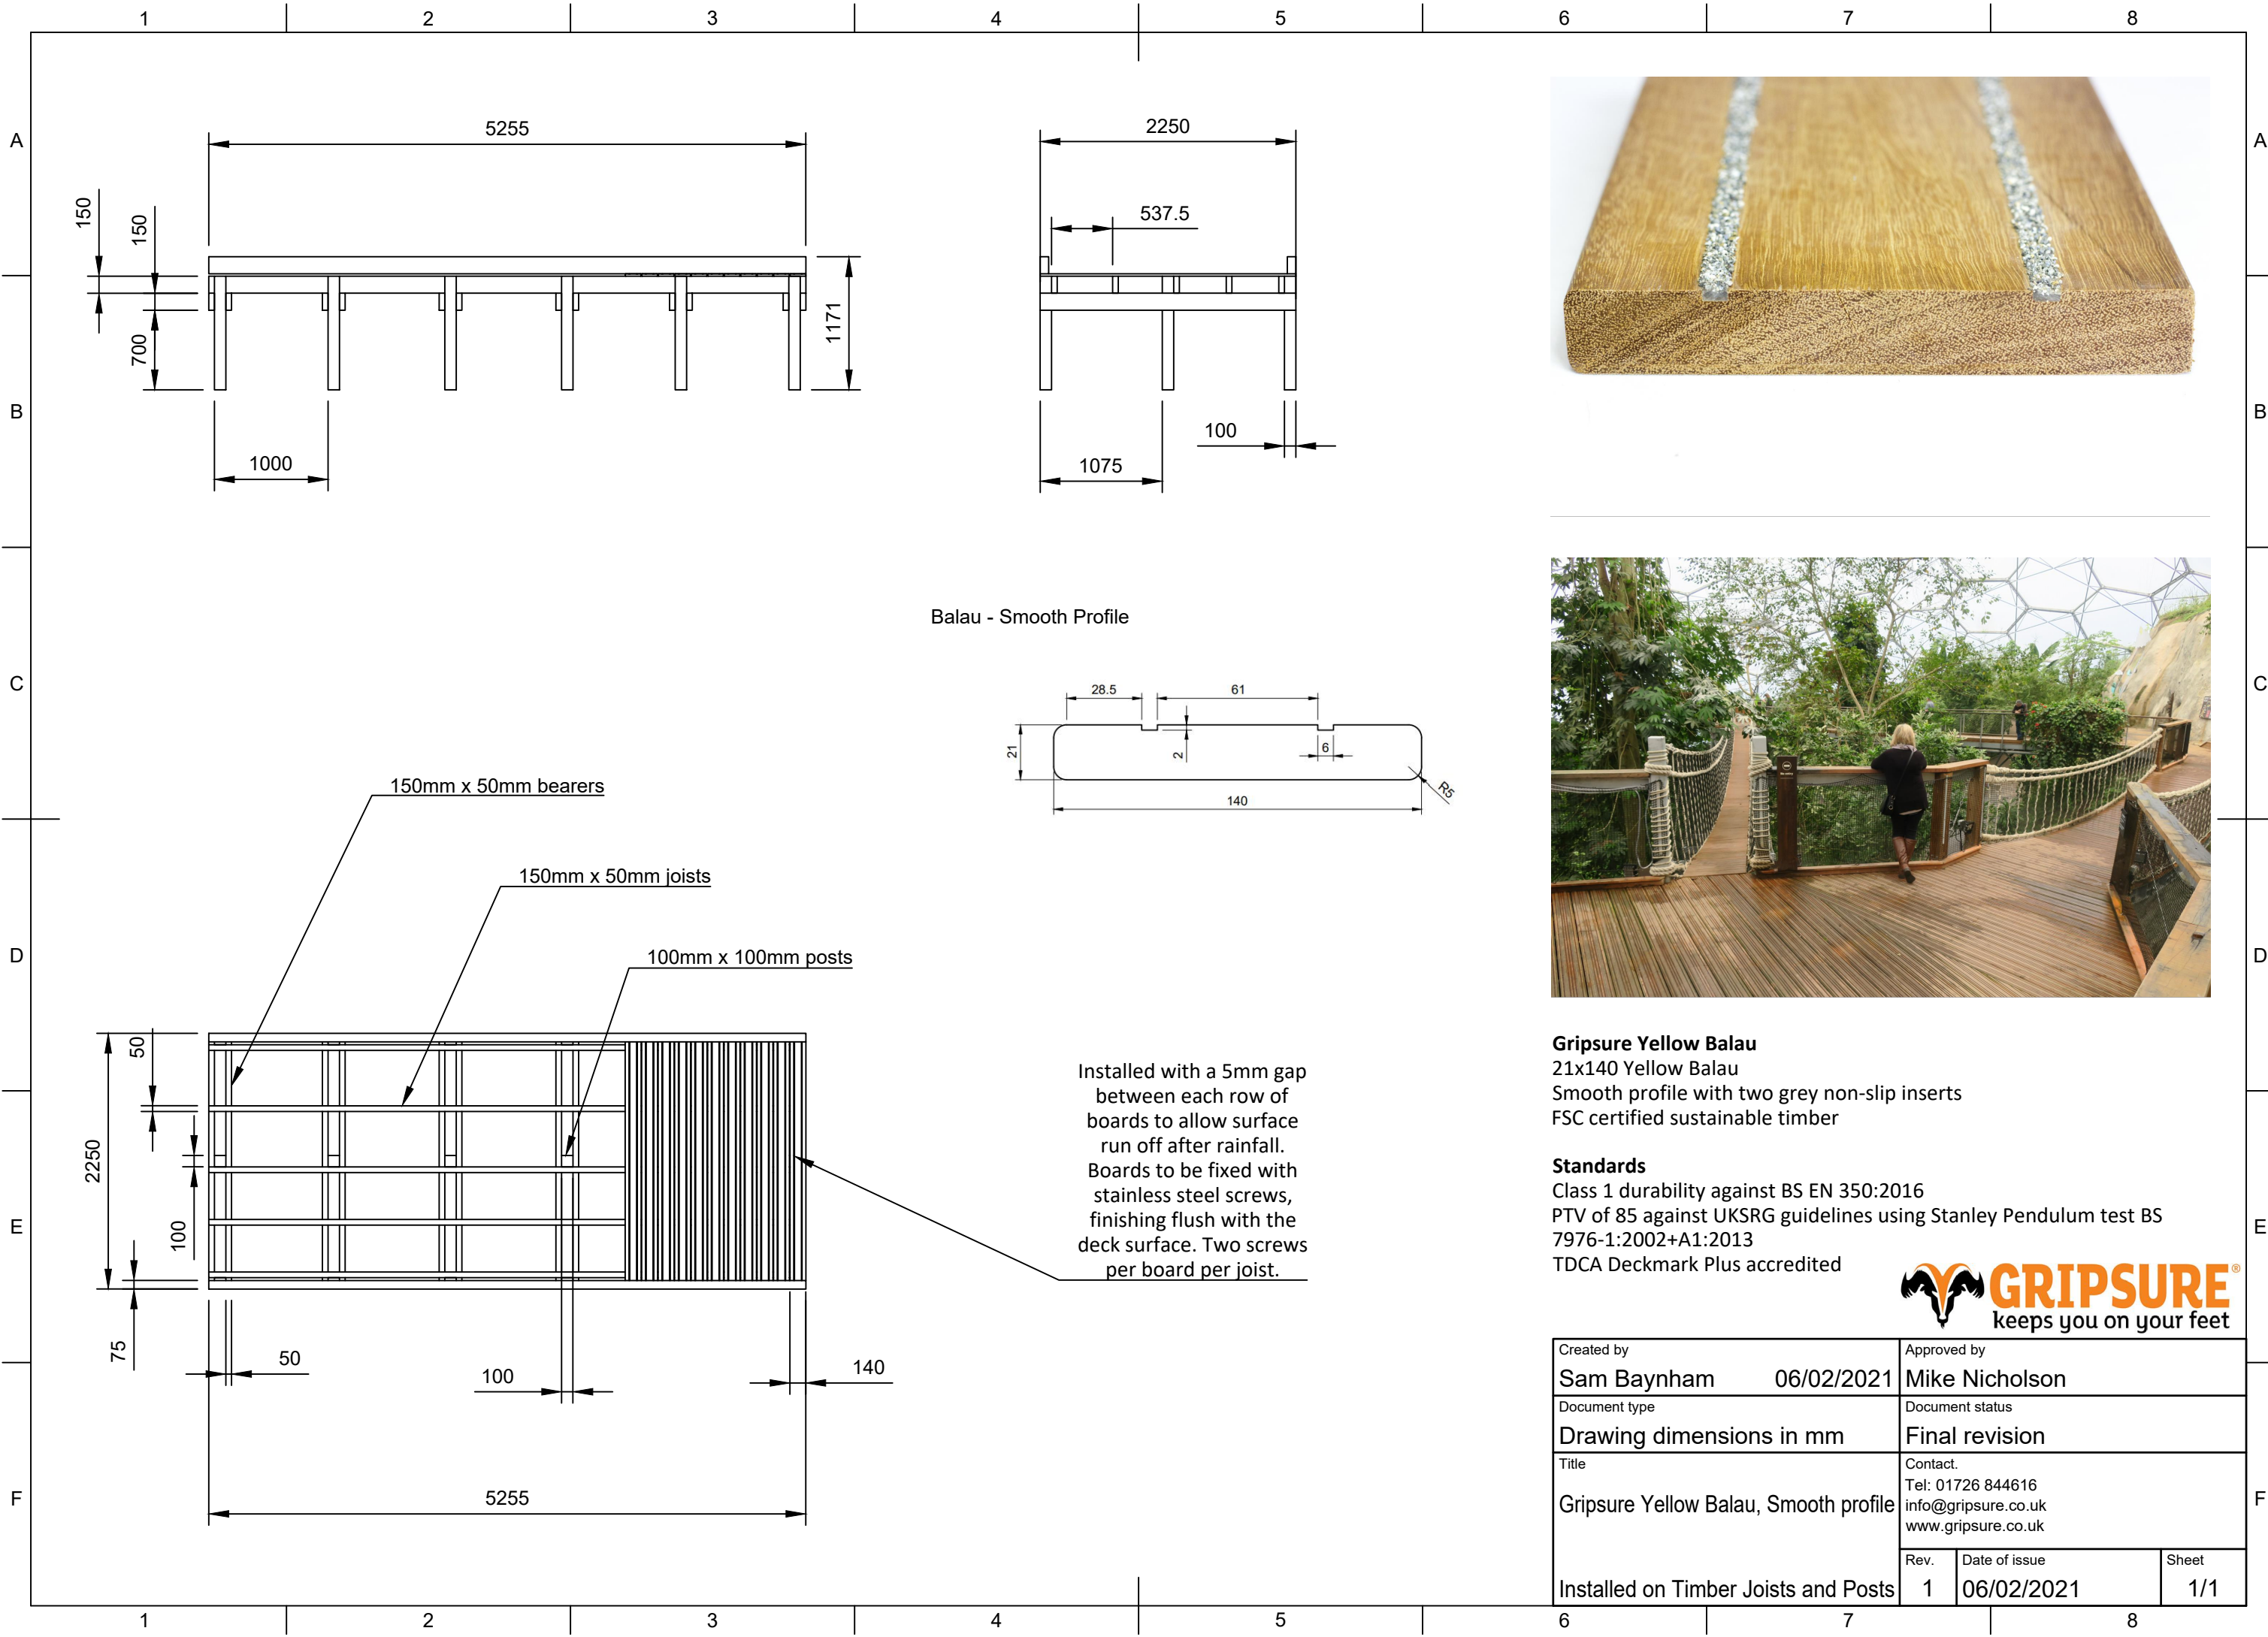 1 2 3 4 5 6 7 8
A
A
5255
2250
150
150
537.5
700
1171
B
B
1000
1075
100
Balau - Smooth Profile
C
C
28.5
61
21
2
6
R5
140
150mm x 50mm bearers
150mm x 50mm joists
100mm x 100mm posts
D
D
50
2250
100
75
50
100
140
5255
Installed with a 5mm gap
between each row of
boards to allow surface
run off after rainfall.
Boards to be fixed with
stainless steel screws,
finishing flush with the
deck surface. Two screws
per board per joist.
E
E
Gripsure Yellow Balau
21x140 Yellow Balau
Smooth profile with two grey non-slip inserts
FSC certified sustainable timber
Standards
Class 1 durability against BS EN 350:2016
PTV of 85 against UKSRG guidelines using Stanley Pendulum test BS
7976-1:2002+A1:2013
TDCA Deckmark Plus accredited
GRIPSURE®
keeps you on your feet
Created by
Sam Baynham 06/02/2021
Approved by
Mike Nicholson
Document type
Drawing dimensions in mm
Document status
Final revision
Title
Gripsure Yellow Balau, Smooth profile
Installed on Timber Joists and Posts
Contact.
Tel: 01726 844616
info@gripsure.co.uk
www.gripsure.co.uk
Rev.
1
Date of issue
06/02/2021
Sheet
1/1
F
F
1 2 3 4 5 6 7 8